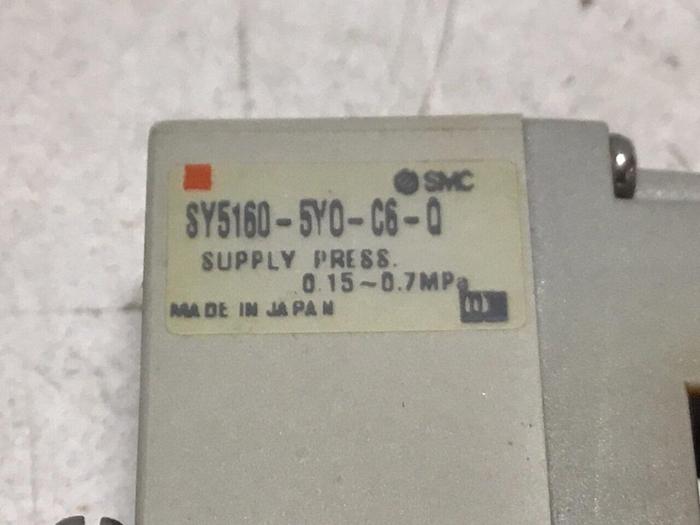 SMC
SY5160-5YO-C6-Q
SUPPLY PRESS.
0.15~0.7MPa
MADE IN JAPAN